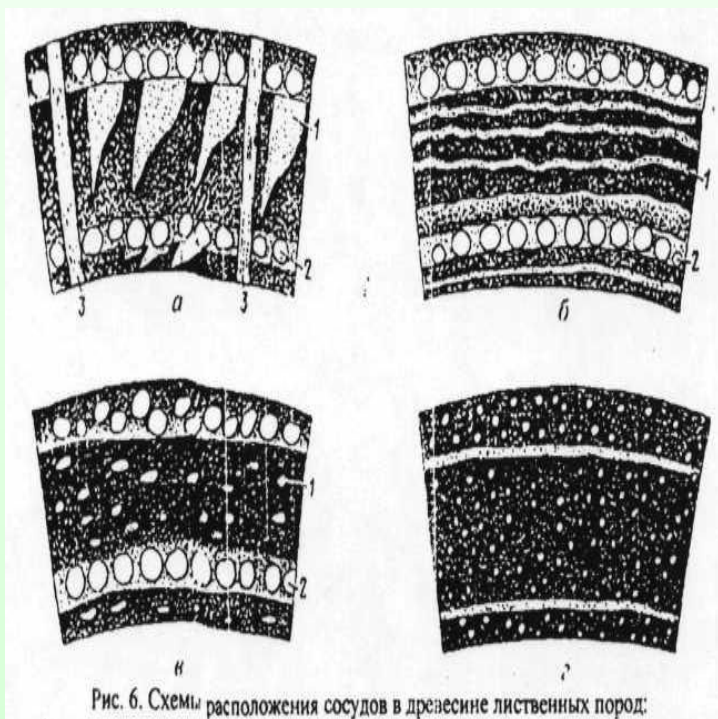 1
2
3
3
а
1
2
б
1
2
в
г
Рис. 6. Схемы расположения сосудов в древесине лиственных пород: